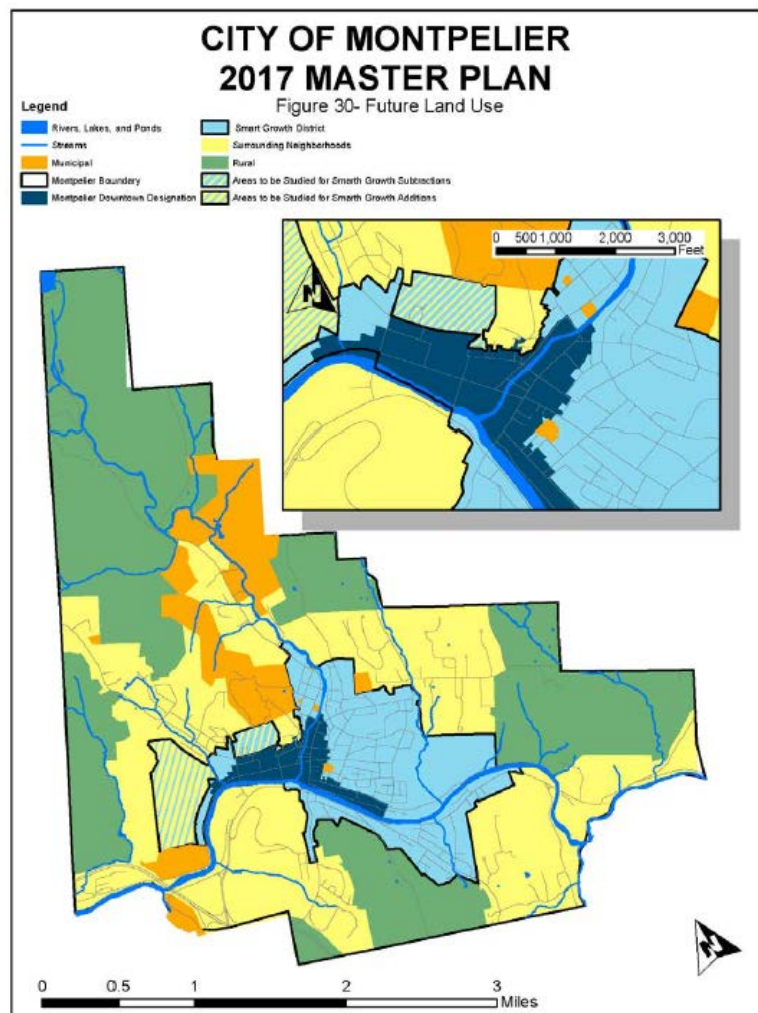 CITY OF MONTPELIER
2017 MASTER PLAN
Figure 30- Future Land Use
Legend
Rivers, Lakes, and Ponds
Streams
Municipal
Montpelier Boundary
Montpelier Downtown Designation
Smart Growth District
Surrounding Neighborhoods
Rural
Areas to be Studied for Smarth Growth Subtractions
Areas to be Studied for Smarth Growth Additions
0 500 1,000 2,000 3,000
Feet
N
N
0 0.5 1 2 3
Miles